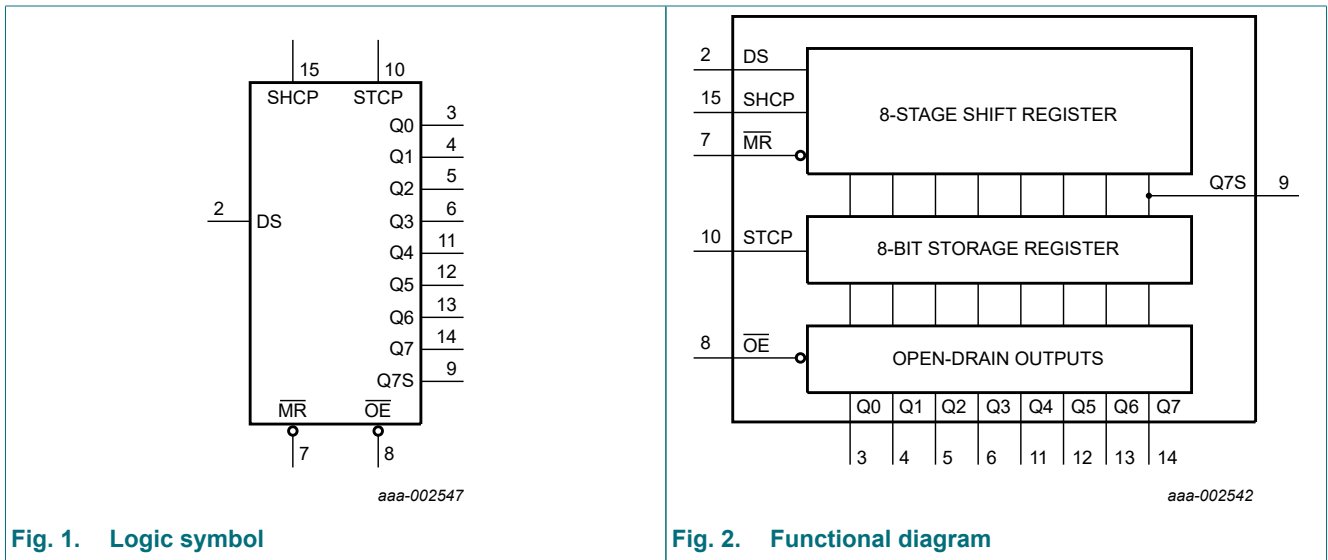 15
10
SHCP
STCP
Q0
3
Q1
4
Q2
5
Q3
6
2
DS
Q4
11
Q5
12
Q6
13
Q7
14
Q7S
9
MR
OE
7
8
aaa-002547
Fig. 1. Logic symbol
2
DS
15
SHCP
8-STAGE SHIFT REGISTER
7
MR
Q7S
9
10
STCP
8-BIT STORAGE REGISTER
8
OE
OPEN-DRAIN OUTPUTS
Q0
Q1
Q2
Q3
Q4
Q5
Q6
Q7
3
4
5
6
11
12
13
14
aaa-002542
Fig. 2. Functional diagram